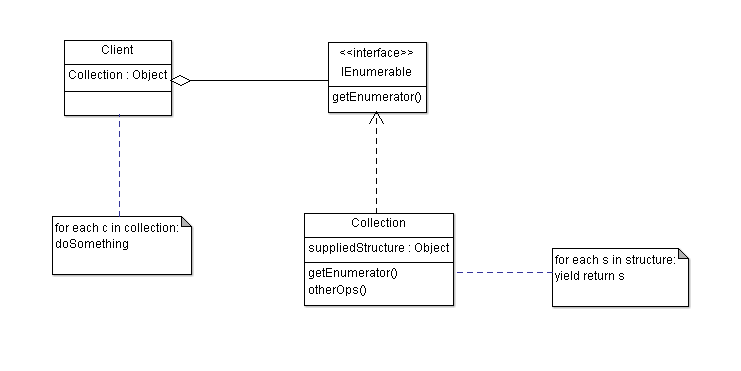 Client
Collection : Object
<<interface>>
IEnumerable
getEnumerator()
for each c in collection:
doSomething
Collection
suppliedStructure : Object
getEnumerator()
otherOps()
for each s in structure:
yield return s